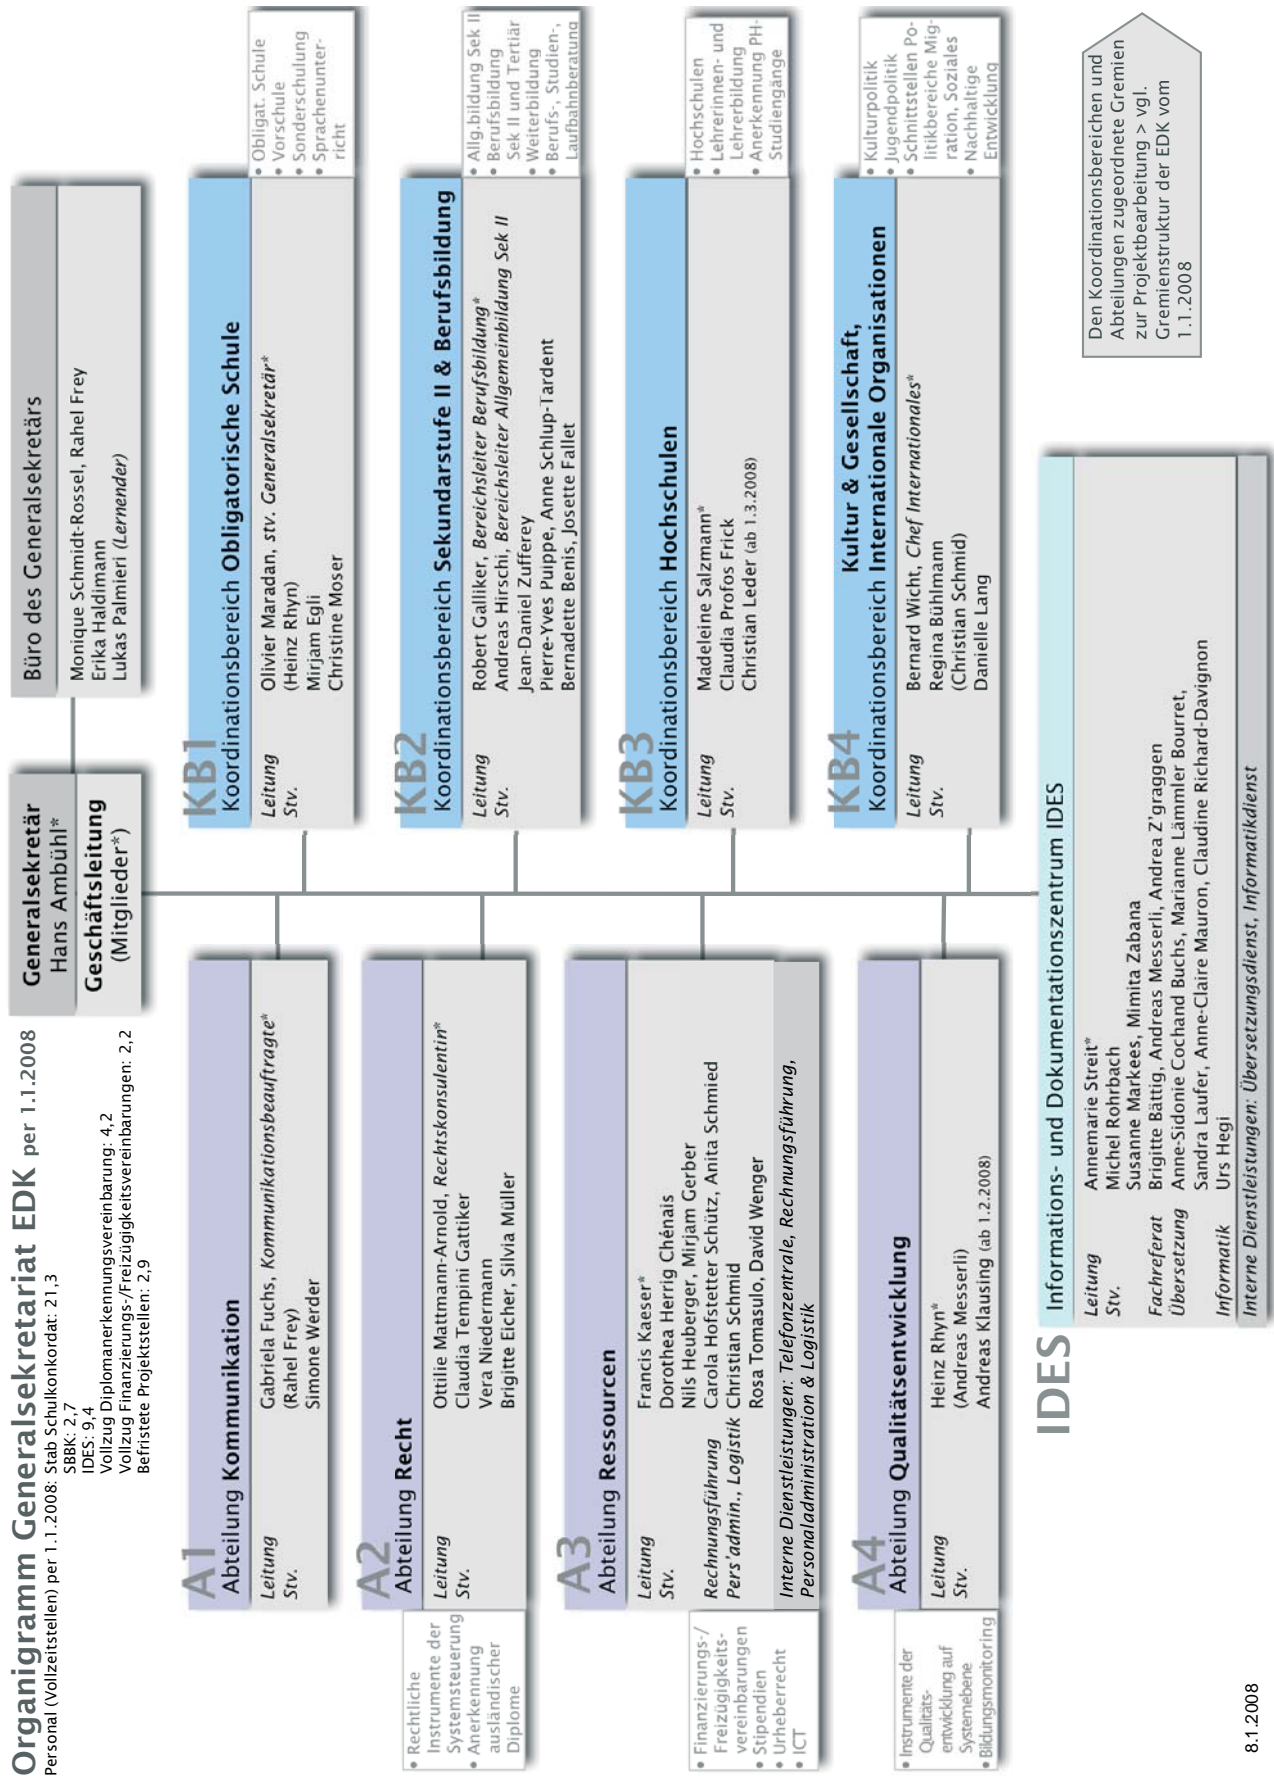 Organigramm Generalsekretariat EDK per 1.1.2008
Personal (Vollzeitstellen) per 1.1.2008: Stab Schulkonkordat: 21,3
SBBK: 2,7
IDES: 9,4
Vollzug Diplomanerkennungsvereinbarung: 4,2
Vollzug Finanzierungs-/Freizügigkeitsvereinbarungen: 2,2
Befristete Projektstellen: 2,9
Generalsekretär
Hans Ambühl*
Geschäftsleitung
(Mitglieder*)
Büro des Generalsekretärs
Monique Schmidt-Rossel, Rahel Frey
Erika Haldimann
Lukas Palmieri (Lernender)
A1
Abteilung Kommunikation
Leitung Gabriela Fuchs, Kommunikationsbeauftragte*
Stv. (Rahel Frey)
Simone Werder
KB1
Koordinationsbereich Obligatorische Schule
Leitung Olivier Maradan, stv. Generalsekretär*
Stv. (Heinz Rhyn)
Mirjam Egli
Christine Moser
• Obligat. Schule
• Vorschule
• Sonderschulung
• Sprachenunter-
richt
• Rechtliche
Instrumente der
Systemsteuerung
• Anerkennung
ausländischer
Diplome
A2
Abteilung Recht
Leitung Ottilie Mattmann-Arnold, Rechtskonsulentin*
Stv. Claudia Tempini Gattiker
Vera Niedermann
Brigitte Eicher, Silvia Müller
KB2
Koordinationsbereich Sekundarstufe II & Berufsbildung
Leitung Robert Galliker, Bereichsleiter Berufsbildung*
Stv. Andreas Hirschi, Bereichsleiter Allgemeinbildung Sek II
Jean-Daniel Zufferey
Pierre-Yves Puippe, Anne Schlup-Tardent
Bernadette Benis, Josette Fallet
• Allg.bildung Sek II
• Berufsbildung
Sek II und Tertiär
• Weiterbildung
• Berufs-, Studien-,
Laufbahnberatung
• Finanzierungs-/
Freizügigkeits-
vereinbarungen
• Stipendien
• Urheberrecht
• ICT
A3
Abteilung Ressourcen
Leitung Francis Kaeser*
Stv. Dorothea Herrig Chénais
Nils Heuberger, Mirjam Gerber
Rechnungsführung Carola Hofstetter Schütz, Anita Schmied
Pers'admin., Logistik Christian Schmid
Rosa Tomasulo, David Wenger
Interne Dienstleistungen: Telefonzentrale, Rechnungsführung,
Personaladministration & Logistik
KB3
Koordinationsbereich Hochschulen
Leitung Madeleine Salzmann*
Stv. Claudia Profos Frick
Christian Leder (ab 1.3.2008)
• Hochschulen
• Lehrerinnen- und
Lehrerbildung
• Anerkennung PH-
Studiengänge
• Instrumente der
Qualitäts-
entwicklung auf
Systemebene
• Bildungsmonitoring
A4
Abteilung Qualitätsentwicklung
Leitung Heinz Rhyn*
Stv. (Andreas Messerli)
Andreas Klausing (ab 1.2.2008)
KB4
Kultur & Gesellschaft,
Koordinationsbereich Internationale Organisationen
Leitung Bernard Wicht, Chef Internationales*
Stv. Regina Bühlmann
(Christian Schmid)
Danielle Lang
• Kulturpolitik
• Jugendpolitik
• Schnittstellen Po-
litikbereiche Mig-
ration, Soziales
• Nachhaltige
Entwicklung
IDES
Informations- und Dokumentationszentrum IDES
Leitung Annemarie Streit*
Stv. Michel Rohrbach
Susanne Markees, Mimita Zabana
Fachreferat Brigitte Bättig, Andreas Messerli, Andrea Z'graggen
Übersetzung Anne-Sidonie Cochand Buchs, Marianne Lämmler Bourret,
Sandra Laufer, Anne-Claire Mauron, Claudine Richard-Davignon
Informatik Urs Hegi
Interne Dienstleistungen: Übersetzungsdienst, Informatikdienst
Den Koordinationsbereichen und
Abteilungen zugeordnete Gremien
zur Projektbearbeitung > vgl.
Gremienstruktur der EDK vom
1.1.2008
8.1.2008